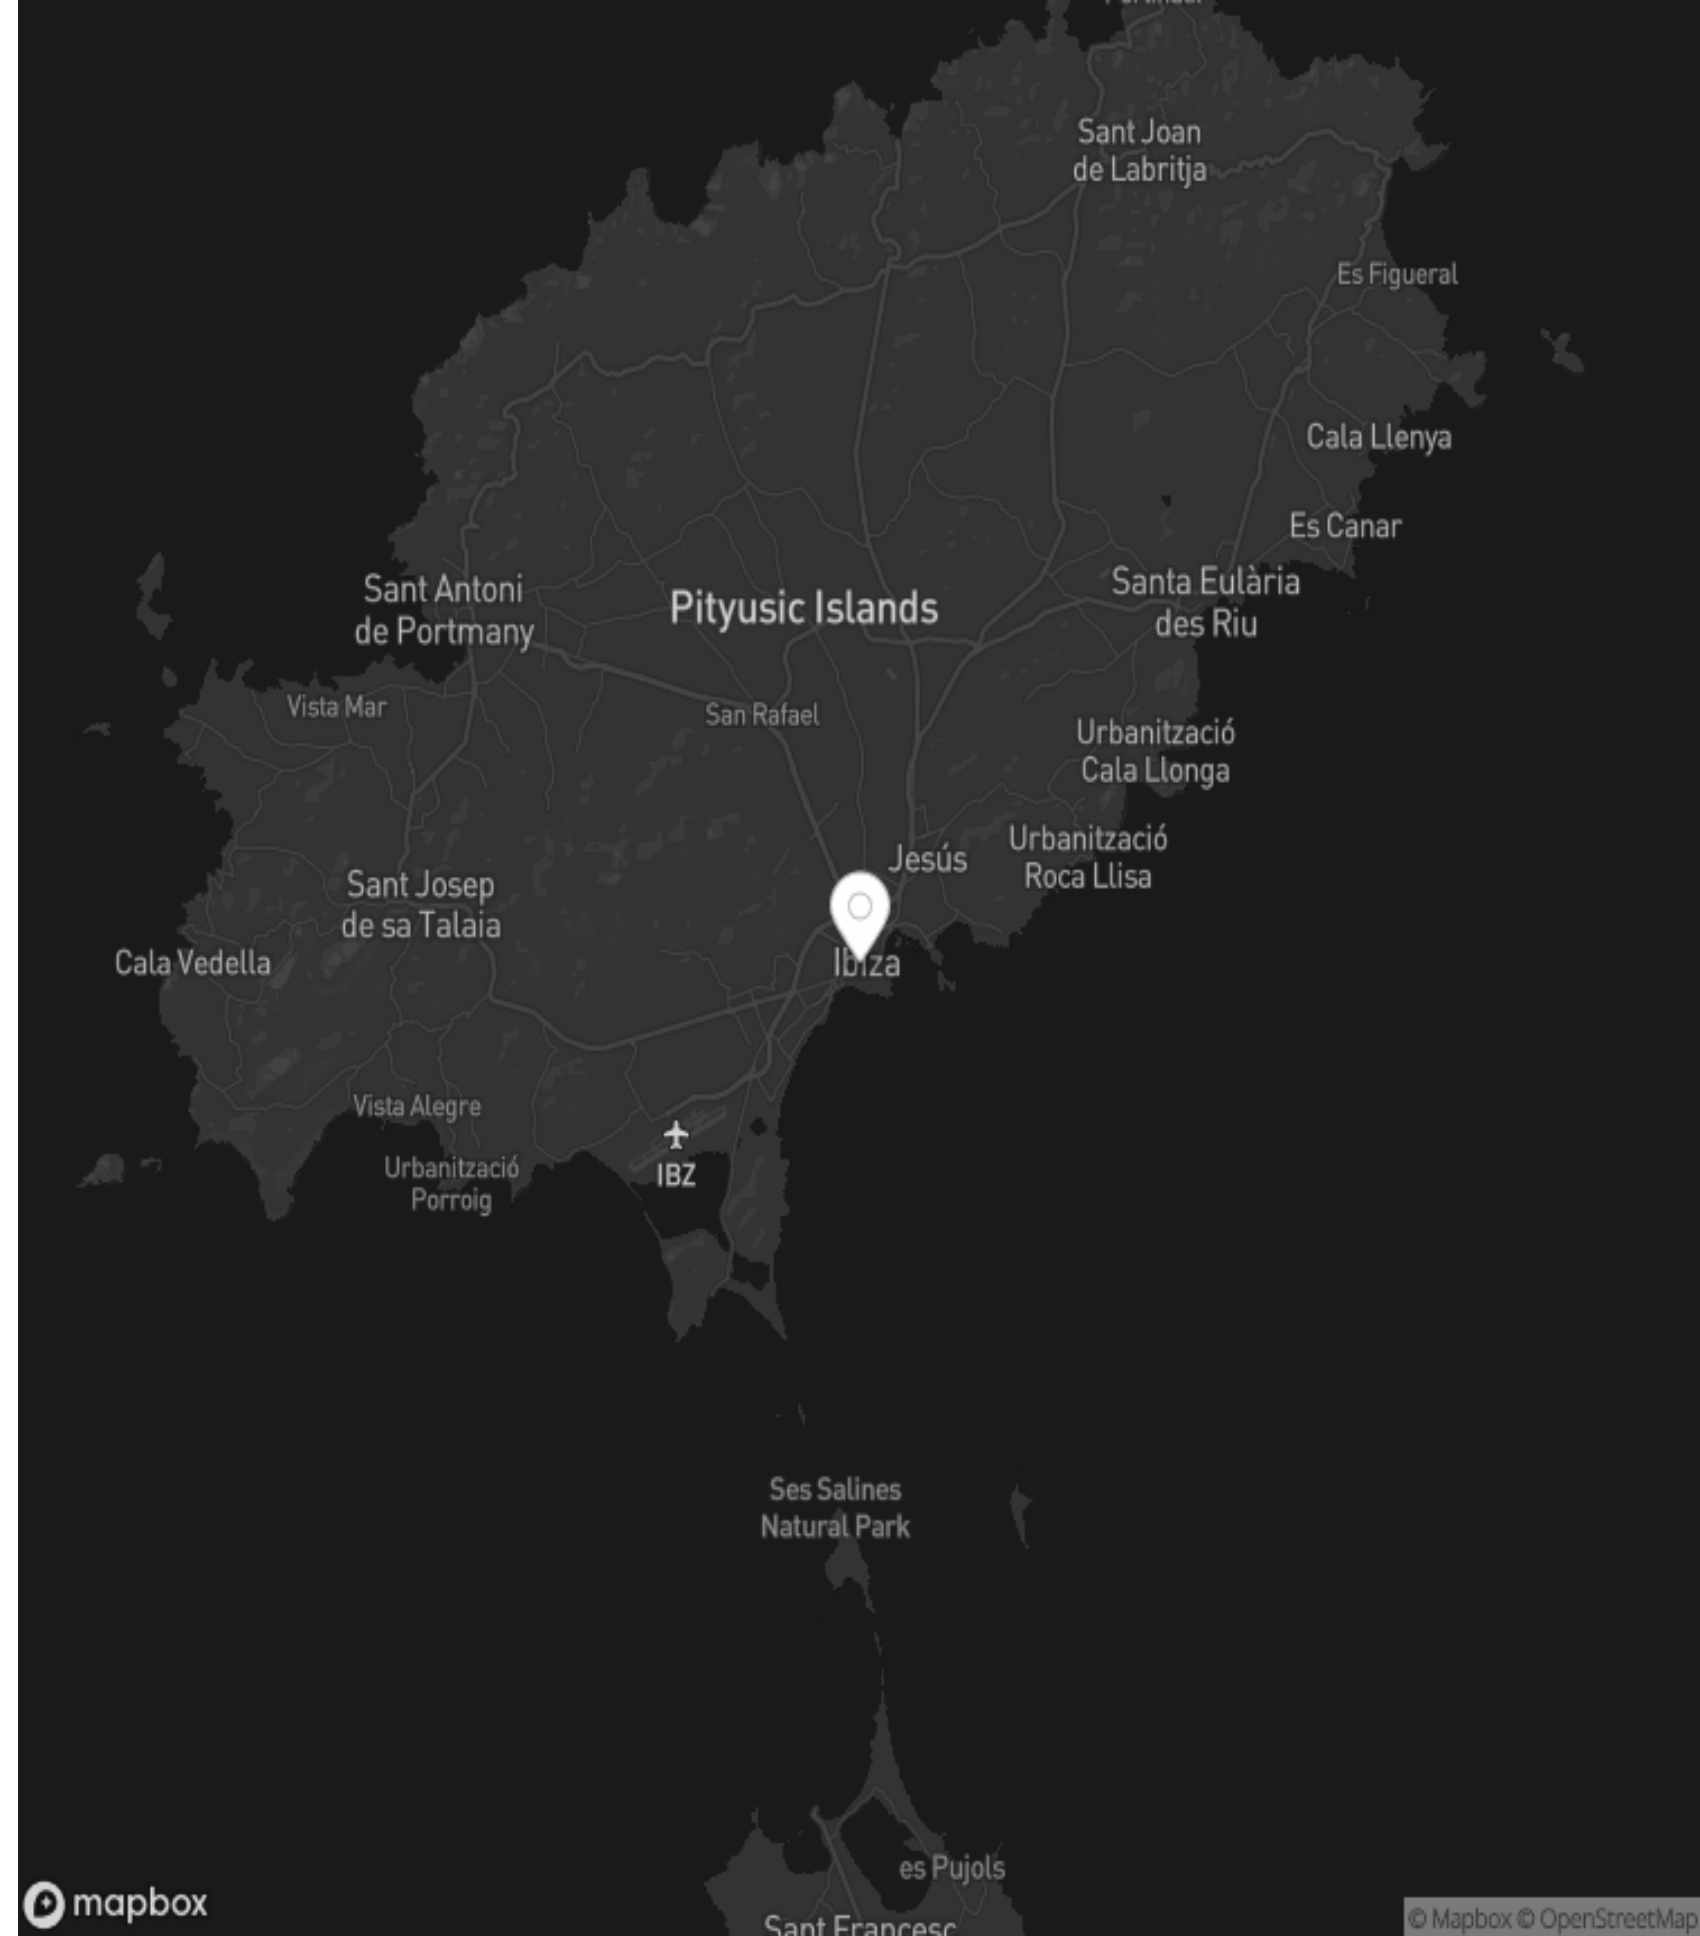 Sant Joan
de Labritja
Es Figueral
Cala Llenya
Es Canar
Sant Antoni
de Portmany
Pityusic Islands
Santa Eulària
des Riu
Vista Mar
San Rafael
Urbanització
Cala Llonga
Urbanització
Roca Llisa
Jesús
Sant Josep
de sa Talaia
Cala Vedella
Ibiza
Vista Alegre
Urbanització
Porroig
IBZ
Ses Salines
Natural Park
es Pujols
Sant Francesc
mapbox
© Mapbox © OpenStreetMap